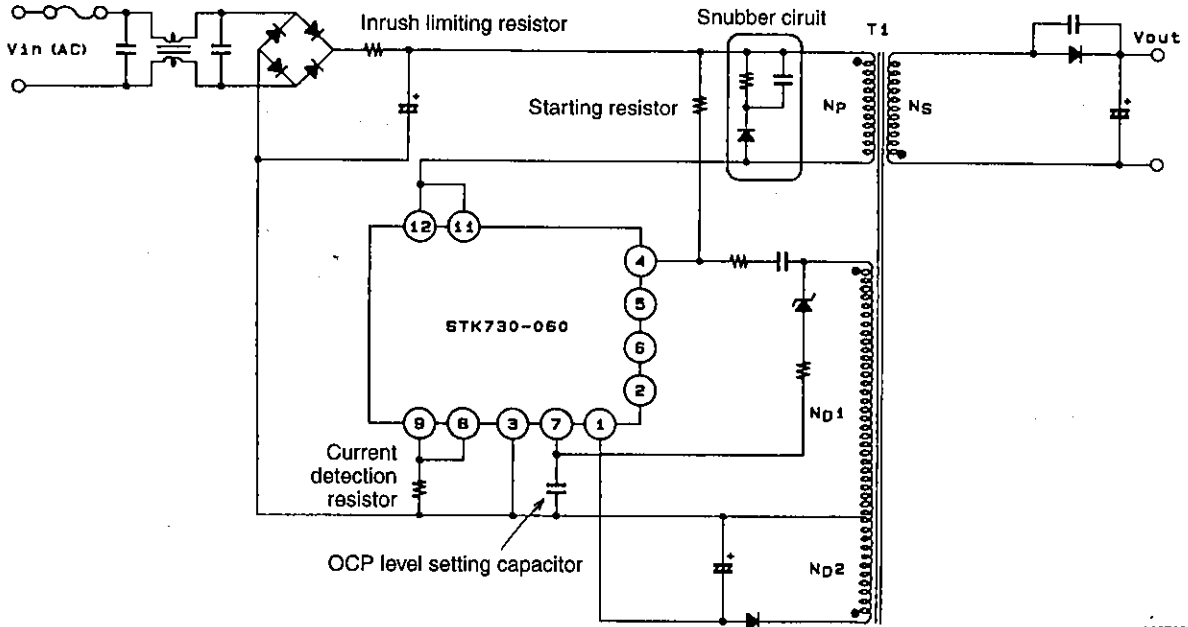 Inrush limiting resistor
Snubber ciruit
T1
Vin (AC)
Vout
+
+
Starting resistor
NP
NS
12
11
4
5
STK730-060
6
2
ND1
9
8
3
7
1
Current
detection
resistor
OCP level setting capacitor
+
ND2